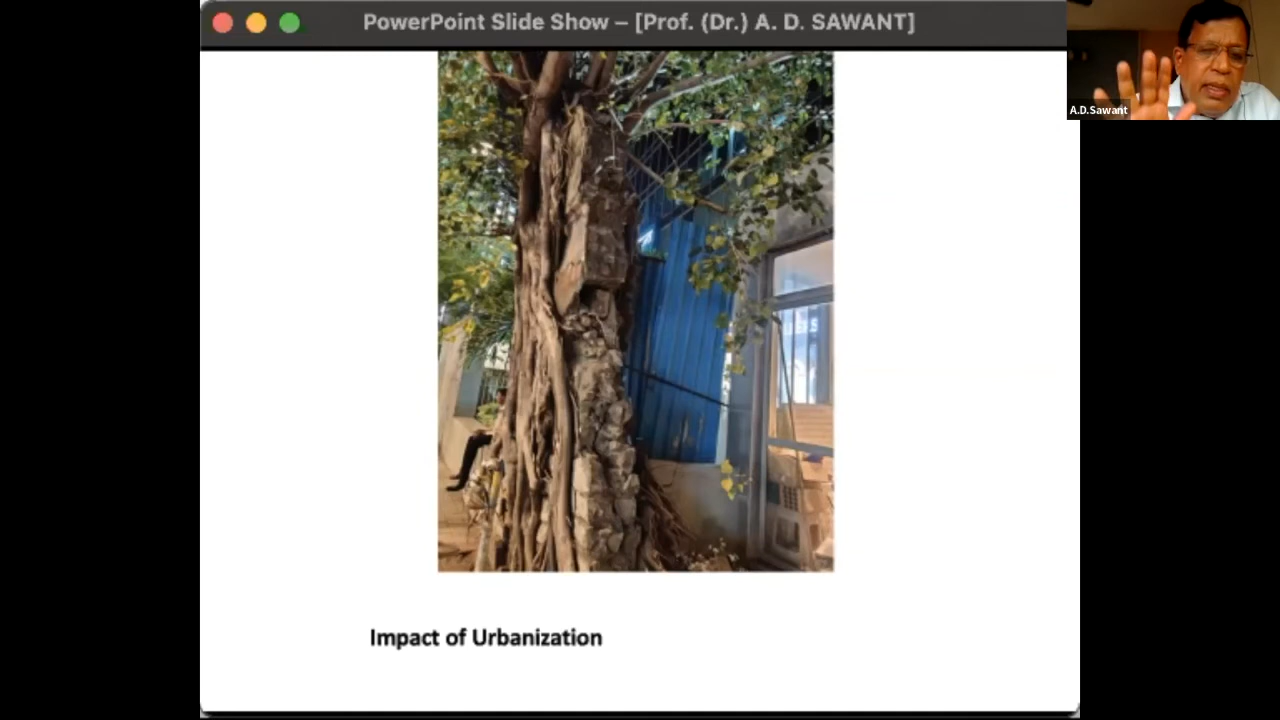 PowerPoint Slide Show – [Prof. (Dr.) A. D. SAWANT]
A.D.Sawant
Impact of Urbanization